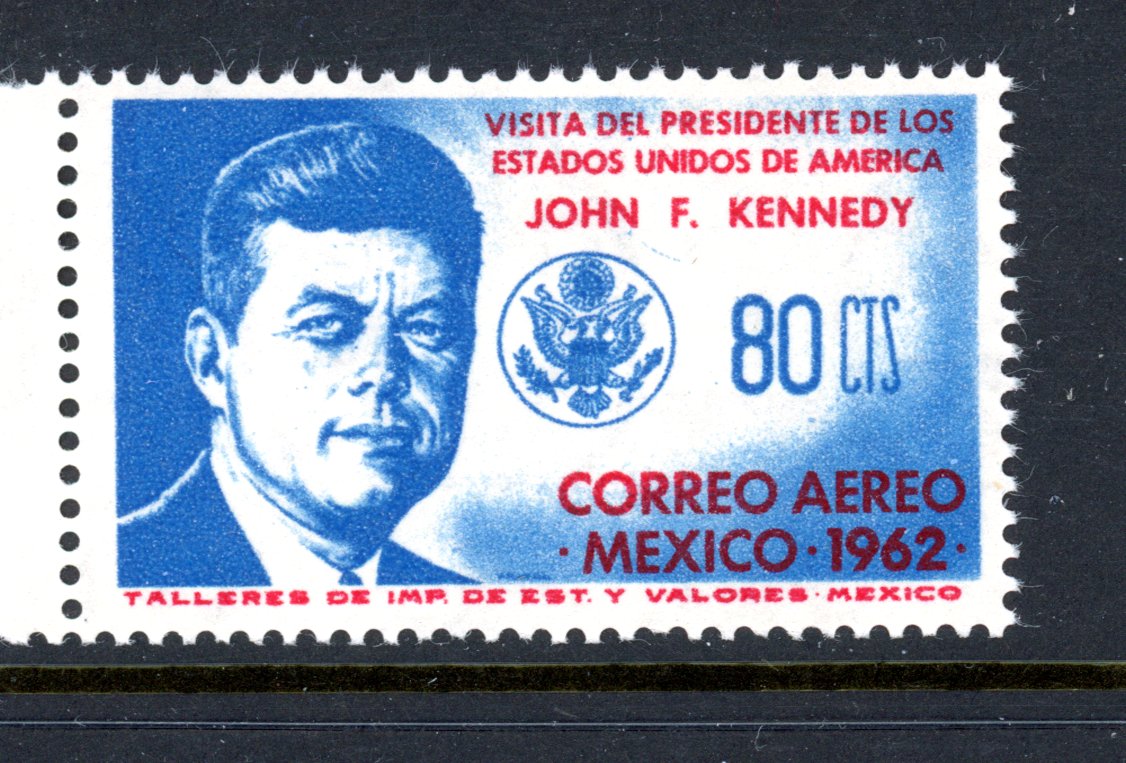 VISITA DEL PRESIDENTE DE LOS
ESTADOS UNIDOS DE AMERICA
JOHN F. KENNEDY
80 CTS
CORREO AEREO
· MEXICO · 1962 ·
TALLERES DE IMP. DE EST. Y VALORES · MEXICO